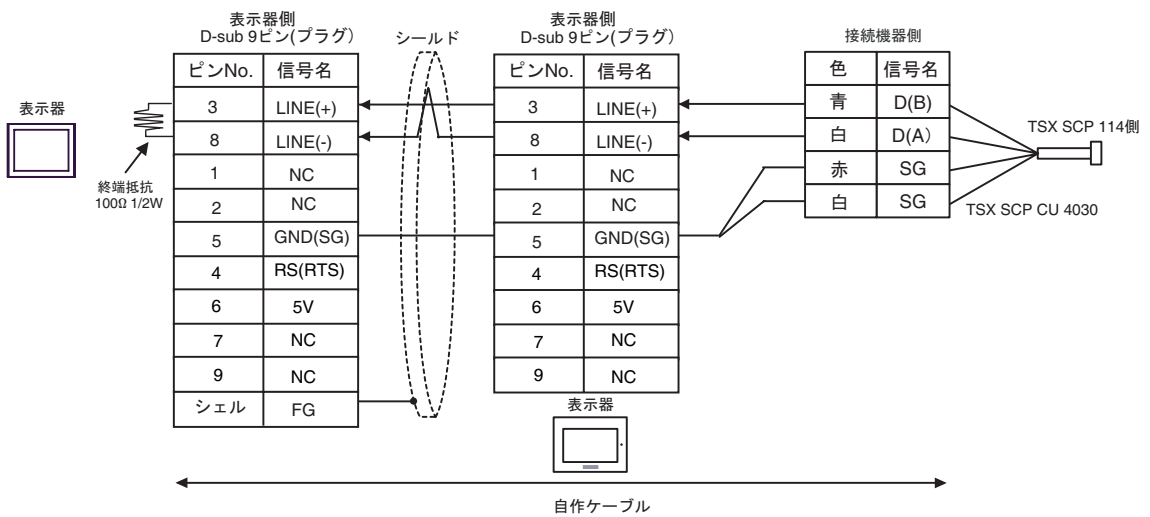 表示器
終端抵抗
100Ω 1/2W
表示器側
D-sub 9ピン(プラグ)
ピンNo. 信号名
3 LINE(+)
8 LINE(-)
1 NC
2 NC
5 GND(SG)
4 RS(RTS)
6 5V
7 NC
9 NC
シェル FG
シールド
表示器側
D-sub 9ピン(プラグ)
ピンNo. 信号名
3 LINE(+)
8 LINE(-)
1 NC
2 NC
5 GND(SG)
4 RS(RTS)
6 5V
7 NC
9 NC
表示器
接続機器側
色 信号名
青 D(B)
白 D(A)
赤 SG
白 SG
TSX SCP 114側
TSX SCP CU 4030
自作ケーブル